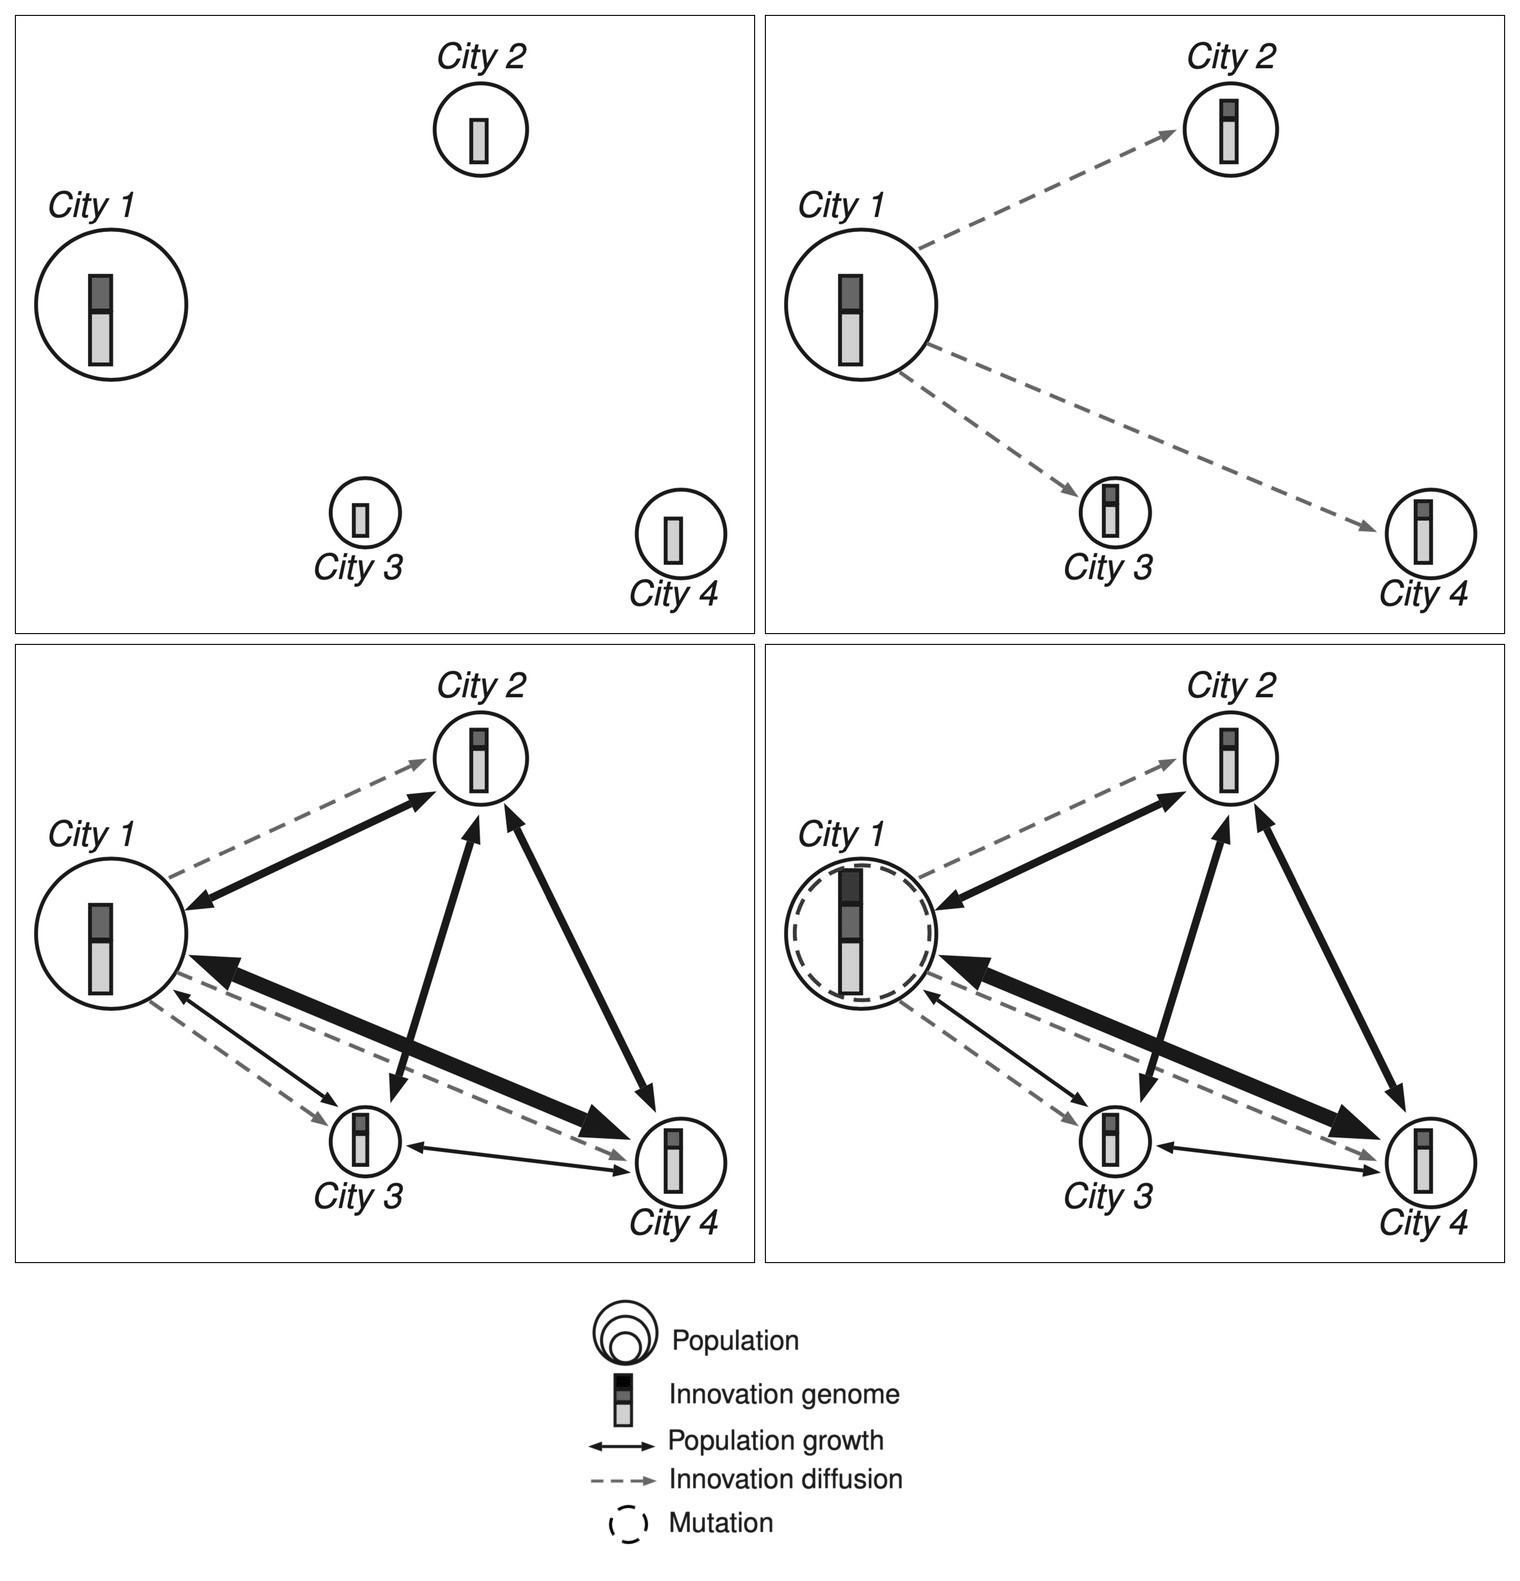 City 2
City 1
City 3
City 4
City 2
City 1
City 3
City 4
City 2
City 1
City 3
City 4
City 2
City 1
City 3
City 4
Population
Innovation genome
Population growth
Innovation diffusion
Mutation